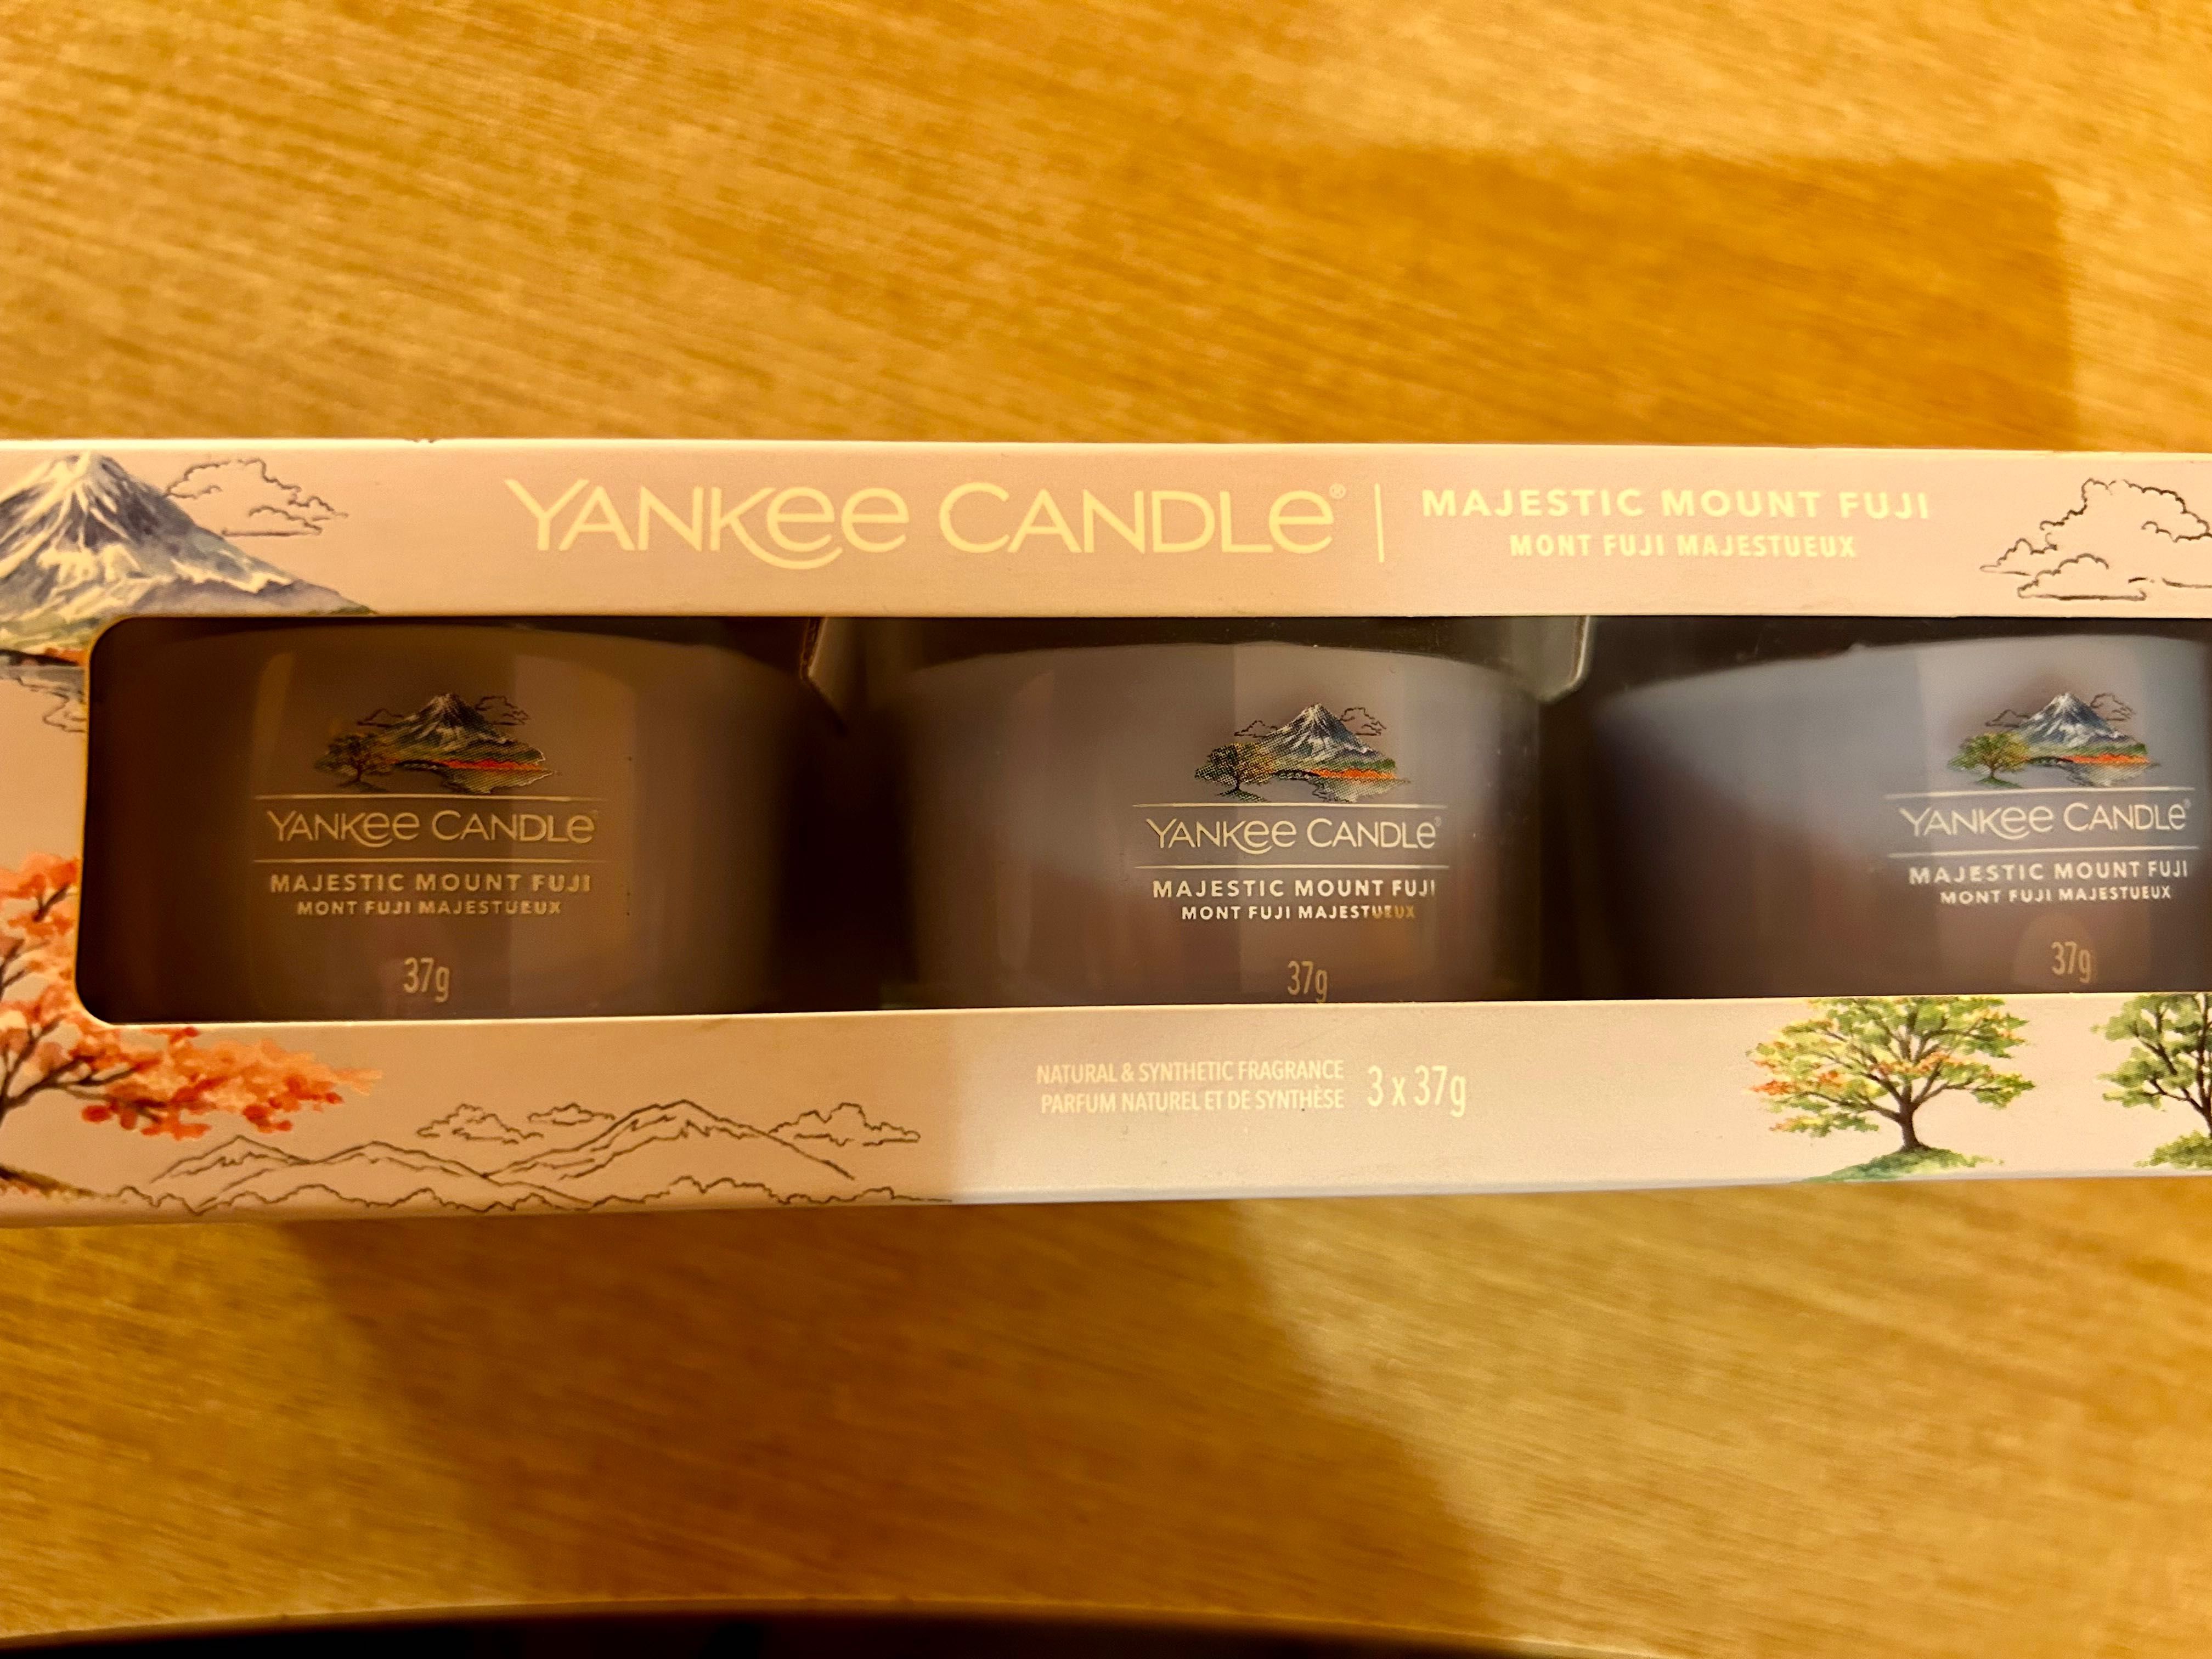 YANKEE CANDLE® | MAJESTIC MOUNT FUJI
MONT FUJI MAJESTUEUX
YANKEE CANDLE®
MAJESTIC MOUNT FUJI
MONT FUJI MAJESTUEUX
37g
YANKEE CANDLE®
MAJESTIC MOUNT FUJI
MONT FUJI MAJESTUEUX
37g
YANKEE CANDLE®
MAJESTIC MOUNT FUJI
MONT FUJI MAJESTUEUX
37g
NATURAL & SYNTHETIC FRAGRANCE
PARFUM NATUREL ET DE SYNTHÈSE
3 x 37g